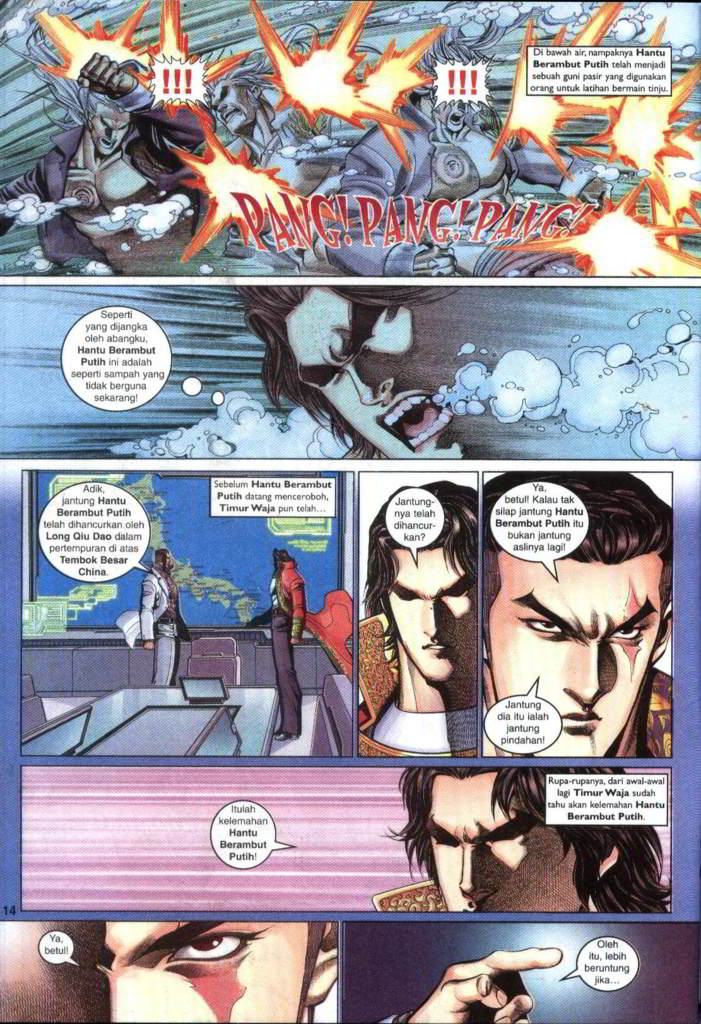 !!!
!!!
Di bawah air, nampaknya Hantu
Berambut Putih telah menjadi
sebuah guni pasir yang digunakan
orang untuk latihan bermain tinju.
PANG! PANG! PANG!
Seperti
yang dijangka
oleh abangku,
Hantu Berambut
Putih ini adalah
seperti sampah yang
tidak berguna
sekarang!
Adik,
jantung Hantu
Berambut Putih
telah dihancurkan oleh
Long Qiu Dao dalam
pertempuran di atas
Tembok Besar
China.
Sebelum Hantu Berambut
Putih datang menceroboh,
Timur Waja pun telah...
Jantung-
nya telah
dihancur-
kan?
Ya,
betul! Kalau tak
silap jantung Hantu
Berambut Putih itu
bukan jantung
aslinya lagi!
Jantung
dia itu ialah
jantung
pindahan!
Itulah
kelemahan
Hantu
Berambut
Putih!
Rupa-rupanya, dari awal-awal
lagi Timur Waja sudah
tahu akan kelemahan Hantu
Berambut Putih.
14
Ya,
betul!
Oleh
itu, lebih
beruntung
jika...